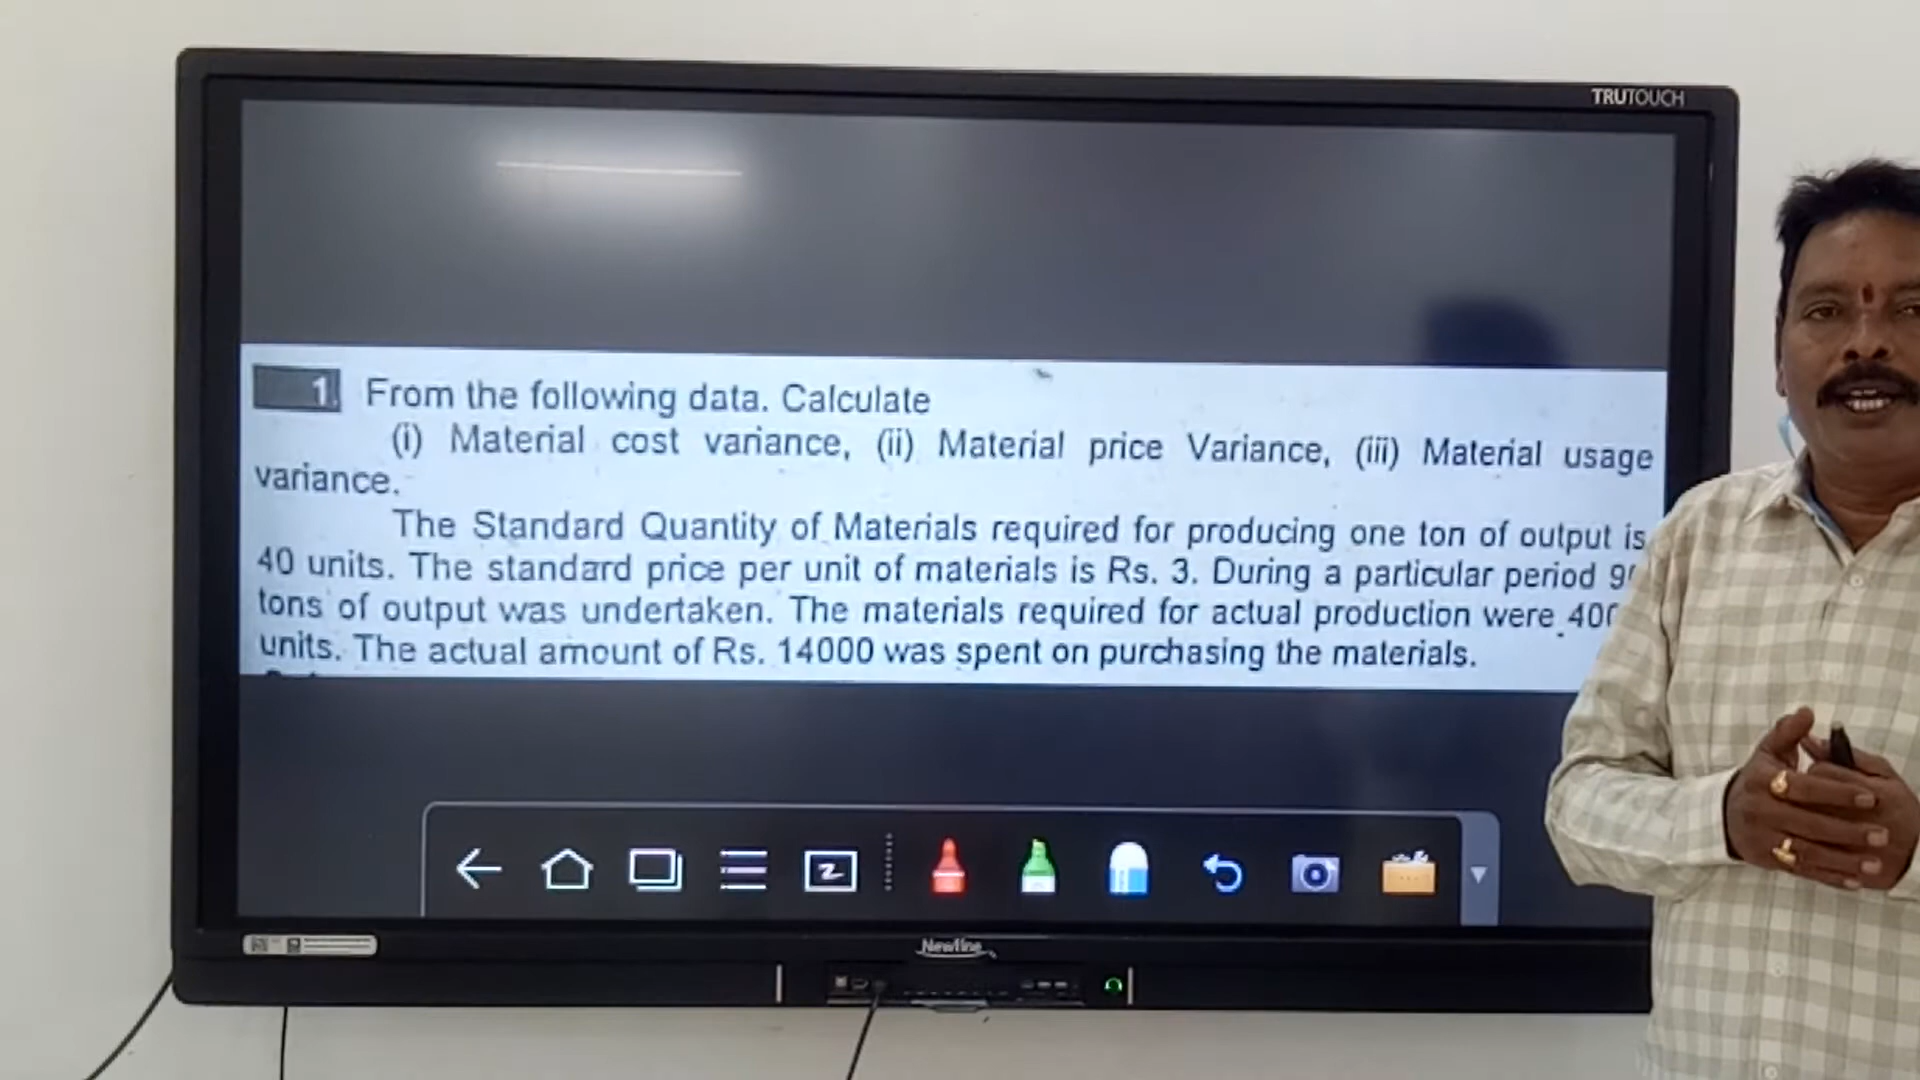 TRUTOUCH
1. From the following data. Calculate
(i) Material cost variance, (ii) Material price Variance, (iii) Material usage
variance.
The Standard Quantity of Materials required for producing one ton of output is
40 units. The standard price per unit of materials is Rs. 3. During a particular period
tons of output was undertaken. The materials required for actual production were
units. The actual amount of Rs. 14000 was spent on purchasing the materials.
Newline